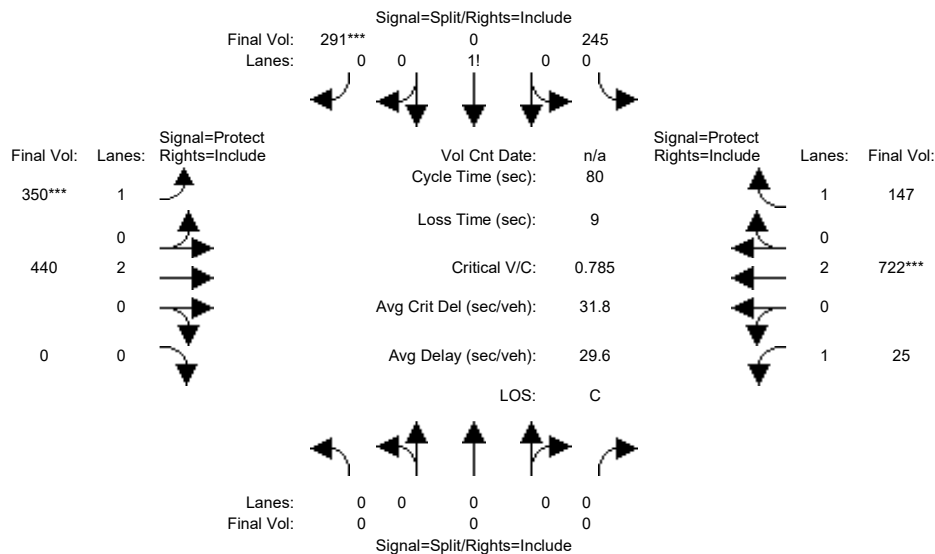 Signal=Split/Rights=Include
Final Vol: 291*** 0 245
Lanes: 0 0 1! 0 0
Signal=Protect Signal=Protect
Final Vol: Lanes: Rights=Include Vol Cnt Date: n/a Rights=Include Lanes: Final Vol:
Cycle Time (sec): 80
350*** 1 1 147
Loss Time (sec): 9
0 0
440 2 Critical V/C: 0.785 2 722***
0 Avg Crit Del (sec/veh): 31.8 0
0 0 Avg Delay (sec/veh): 29.6 1 25
LOS: C
Lanes: 0 0 0 0 0
Final Vol: 0 0 0
Signal=Split/Rights=Include